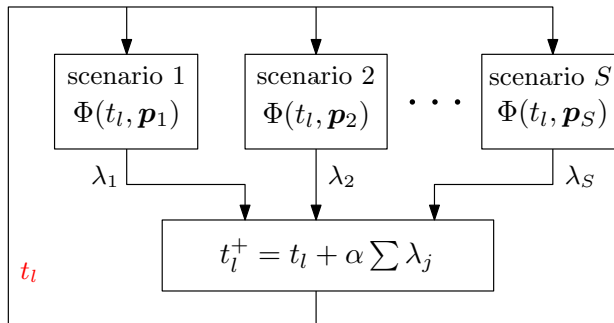 scenario 1
Φ(t_l, p_1)
scenario 2
Φ(t_l, p_2)
· · ·
scenario S
Φ(t_l, p_S)
λ_1
λ_2
λ_S
t_l^+ = t_l + α ∑ λ_j
t_l